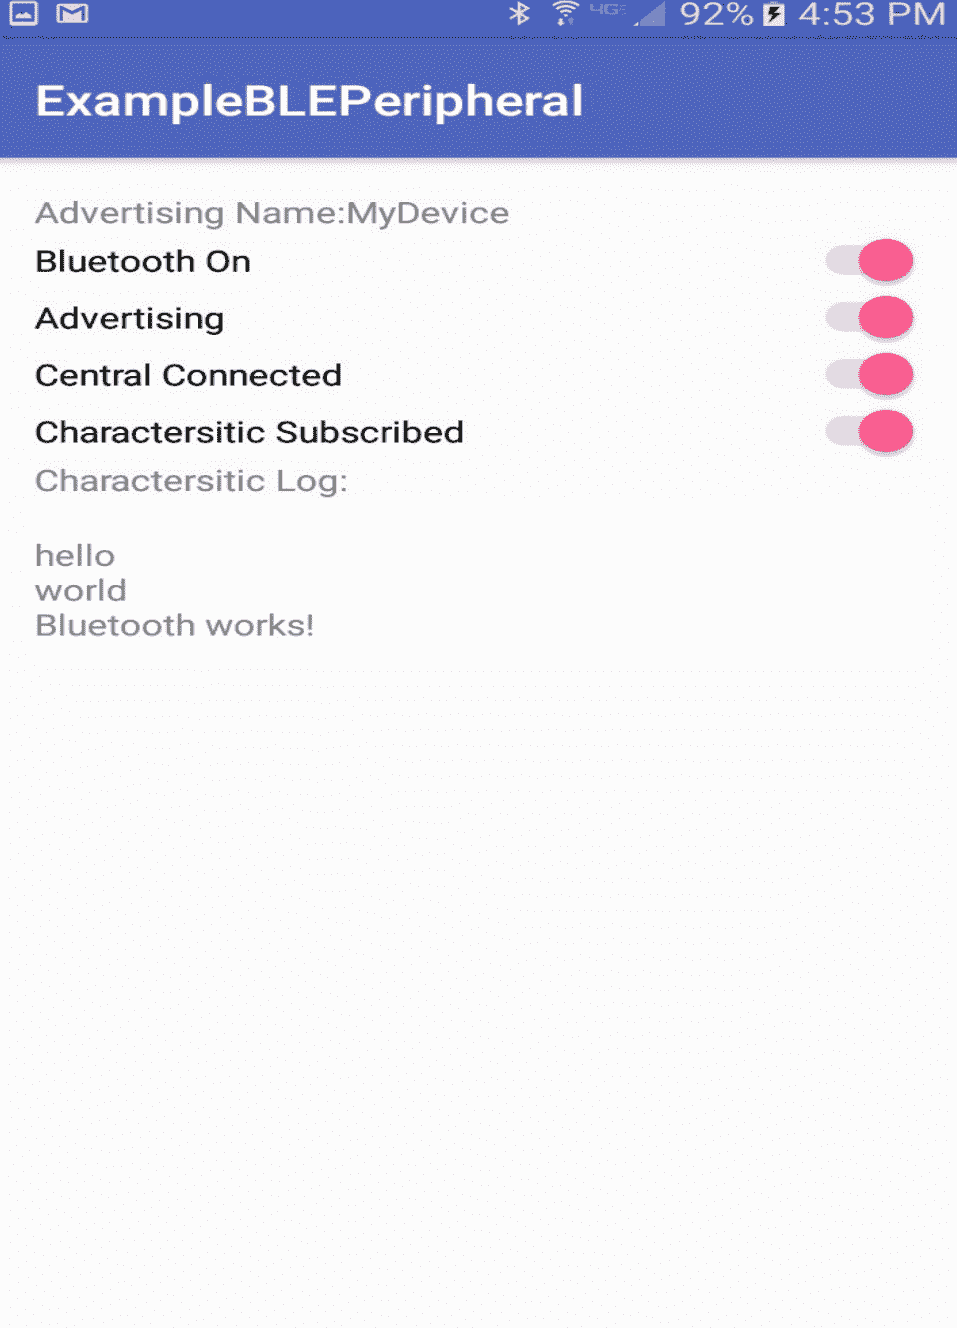 4G 92% 4:53 PM
ExampleBLEPeripheral
Advertising Name:MyDevice
Bluetooth On
Advertising
Central Connected
Charactersitic Subscribed
Charactersitic Log:
hello
world
Bluetooth works!